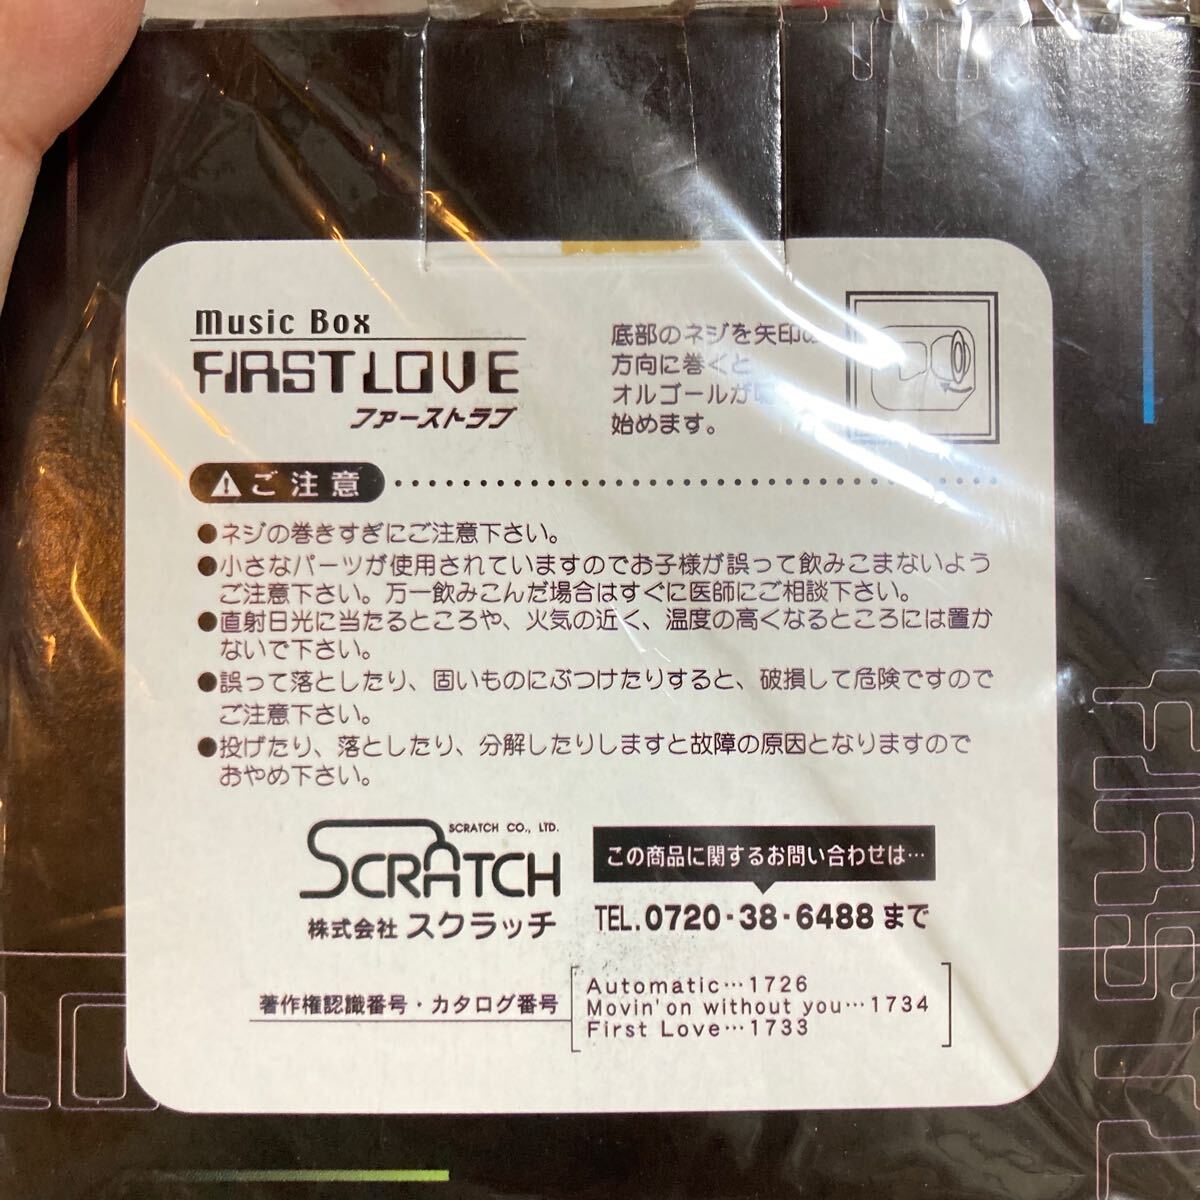 Music Box
FIRST LOVE
ファーストラブ
底部のネジを矢印の
方向に巻くと
オルゴールが
始めます。
ご注意
●ネジの巻きすぎにご注意下さい。
●小さなパーツが使用されていますのでお子様が誤って飲みこまないよう
ご注意下さい。万一飲みこんだ場合はすぐに医師にご相談下さい。
●直射日光に当たるところや、火気の近く、温度の高くなるところには置か
ないで下さい。
●誤って落としたり、固いものにぶつけたりすると、破損して危険ですので
ご注意下さい。
●投げたり、落としたり、分解したりしますと故障の原因となりますので
おやめ下さい。
SCRATCH CO., LTD.
SCRATCH
株式会社 スクラッチ
この商品に関するお問い合わせは…
TEL. 0720・38・6488 まで
著作権認識番号・カタログ番号
Automatic…1726
Movin'on without you…1734
First Love…1733